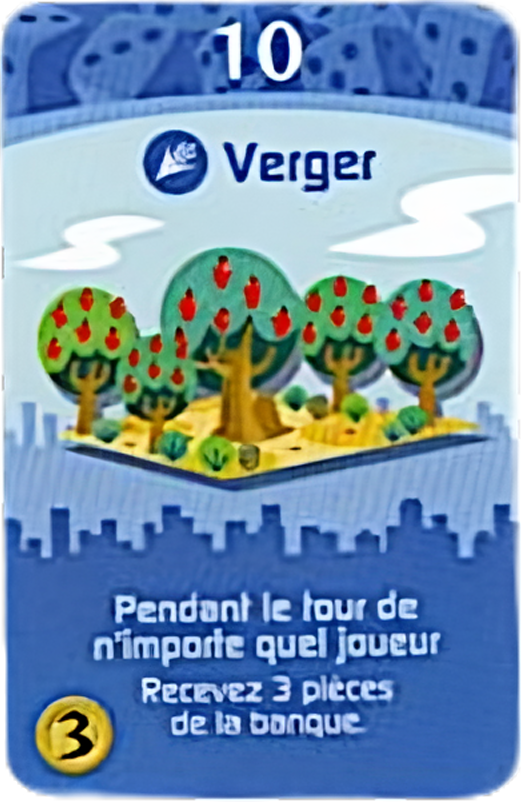 10
Verger
Pendant le tour de
n'importe quel joueur
Recevez 3 pièces
de la banque
3